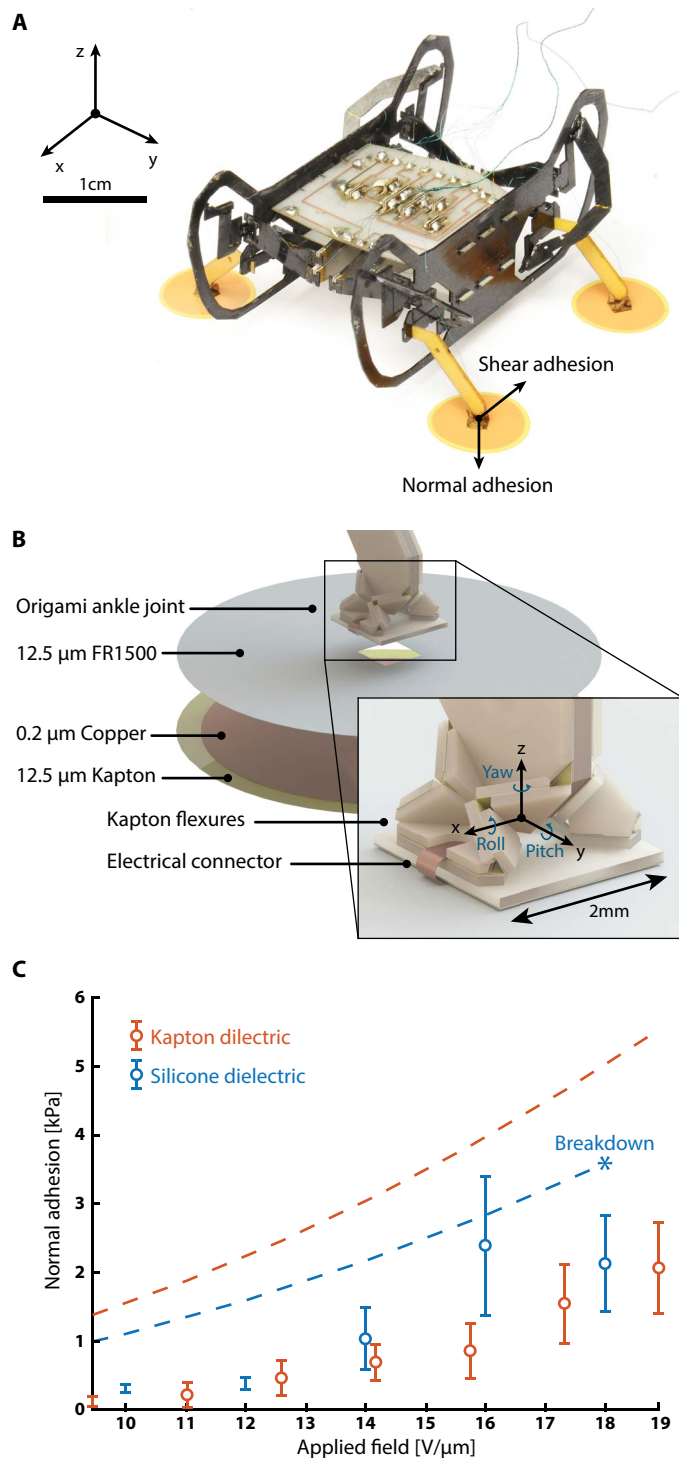 A
z
x
y
1cm
Shear adhesion
Normal adhesion
B
Origami ankle joint
12.5 µm FR1500
0.2 µm Copper
12.5 µm Kapton
Kapton flexures
Electrical connector
z
Yaw
x
Roll
Pitch
y
2mm
C
Normal adhesion [kPa]
6
5
4
3
2
1
0
Kapton dilectric
Silicone dielectric
Breakdown
10 11 12 13 14 15 16 17 18 19
Applied field [V/µm]